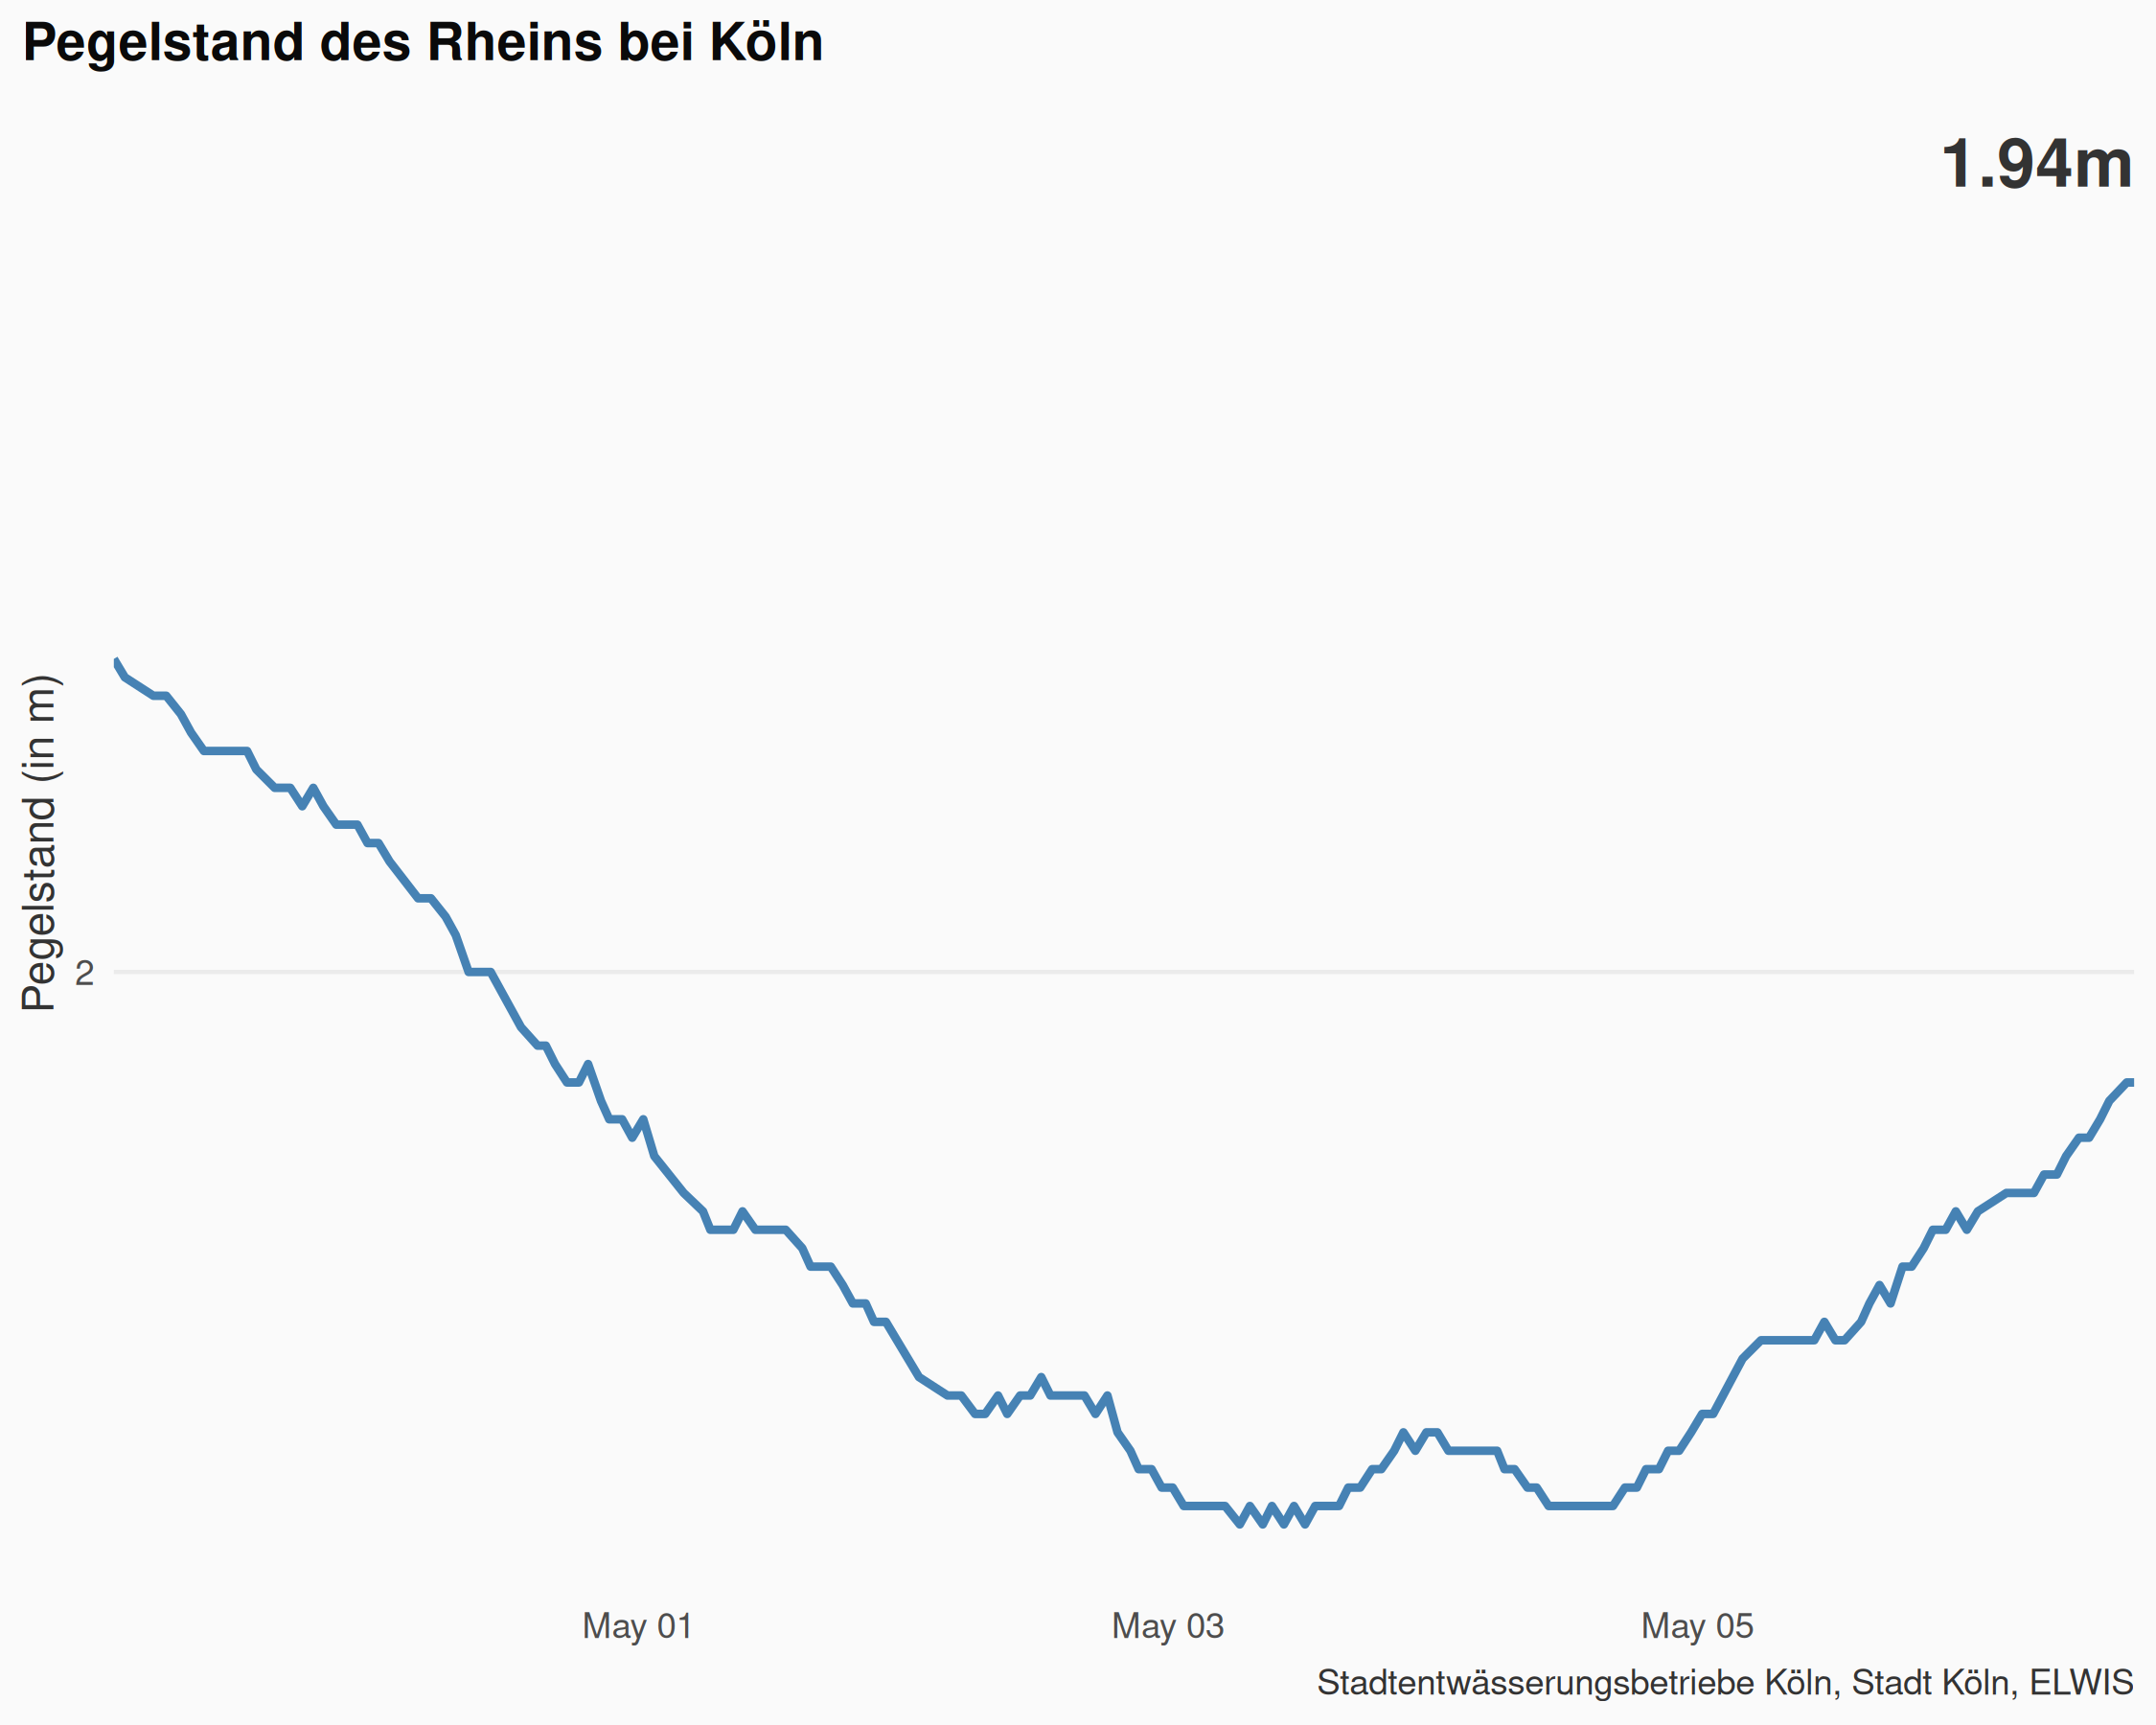 Pegelstand des Rheins bei Köln
1.94m
Pegelstand (in m)
2
May 01
May 03
May 05
Stadtentwässerungsbetriebe Köln, Stadt Köln, ELWIS